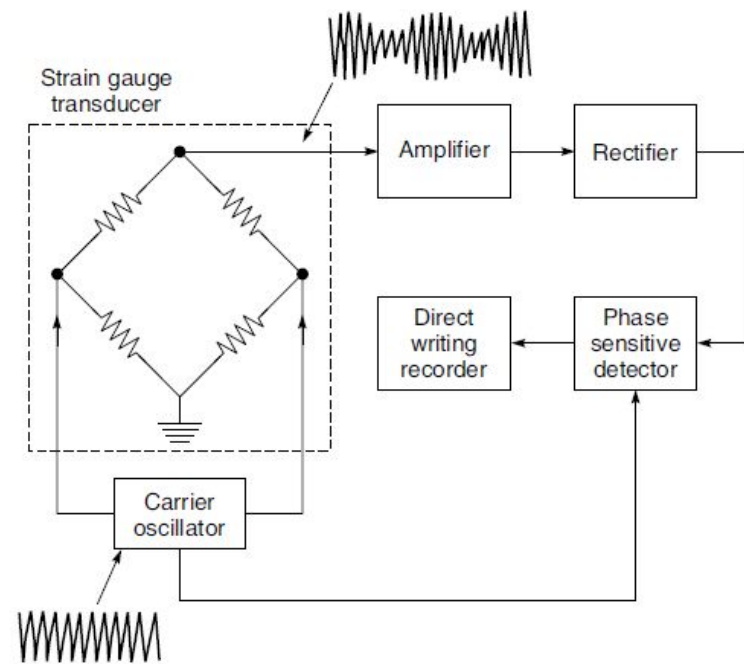 Strain gauge
transducer
Amplifier
Rectifier
Direct
writing
recorder
Phase
sensitive
detector
Carrier
oscillator